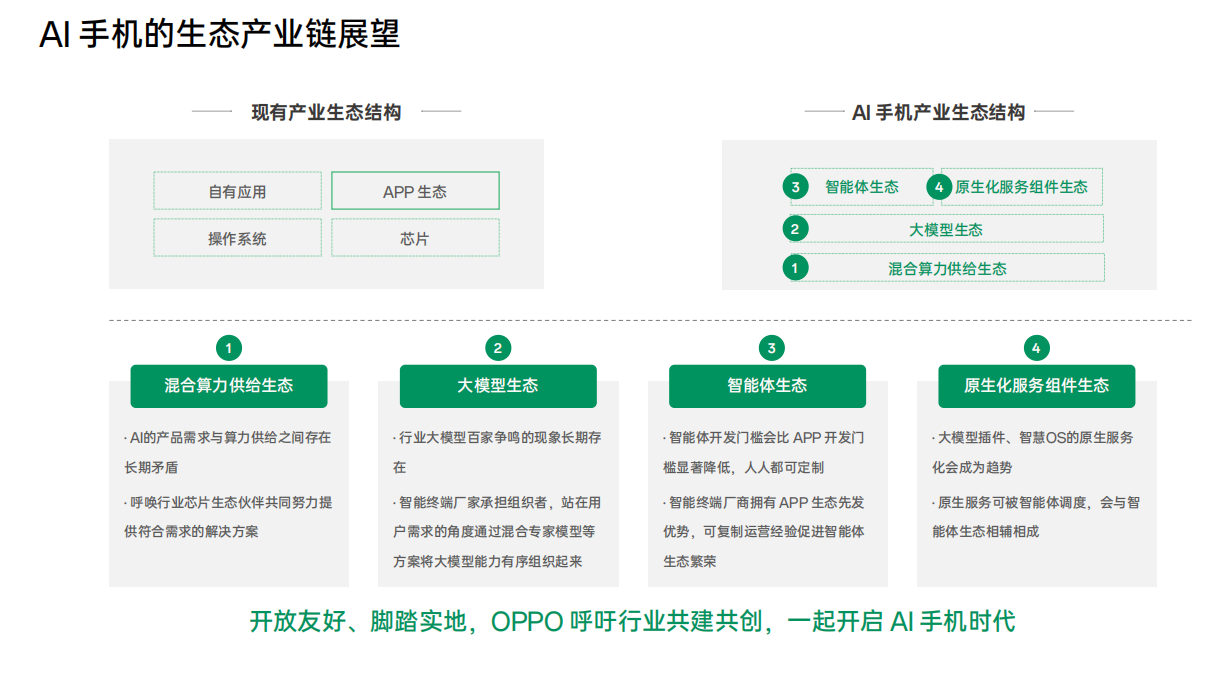 AI 手机的生态产业链展望
现有产业生态结构
自有应用
APP 生态
操作系统
芯片
AI 手机产业生态结构
3 智能体生态
4 原生化服务组件生态
2 大模型生态
1 混合算力供给生态
1
混合算力供给生态
· AI的产品需求与算力供给之间存在
长期矛盾
· 呼唤行业芯片生态伙伴共同努力提
供符合需求的解决方案
2
大模型生态
· 行业大模型百家争鸣的现象长期存
在
· 智能终端厂家承担组织者，站在用
户需求的角度通过混合专家模型等
方案将大模型能力有序组织起来
3
智能体生态
· 智能体开发门槛会比 APP 开发门
槛显著降低，人人都可定制
· 智能终端厂商拥有 APP 生态先发
优势，可复制运营经验促进智能体
生态繁荣
4
原生化服务组件生态
· 大模型插件、智慧OS的原生服务
化会成为趋势
· 原生服务可被智能体调度，会与智
能体生态相辅相成
开放友好、脚踏实地，OPPO 呼吁行业共建共创，一起开启 AI 手机时代